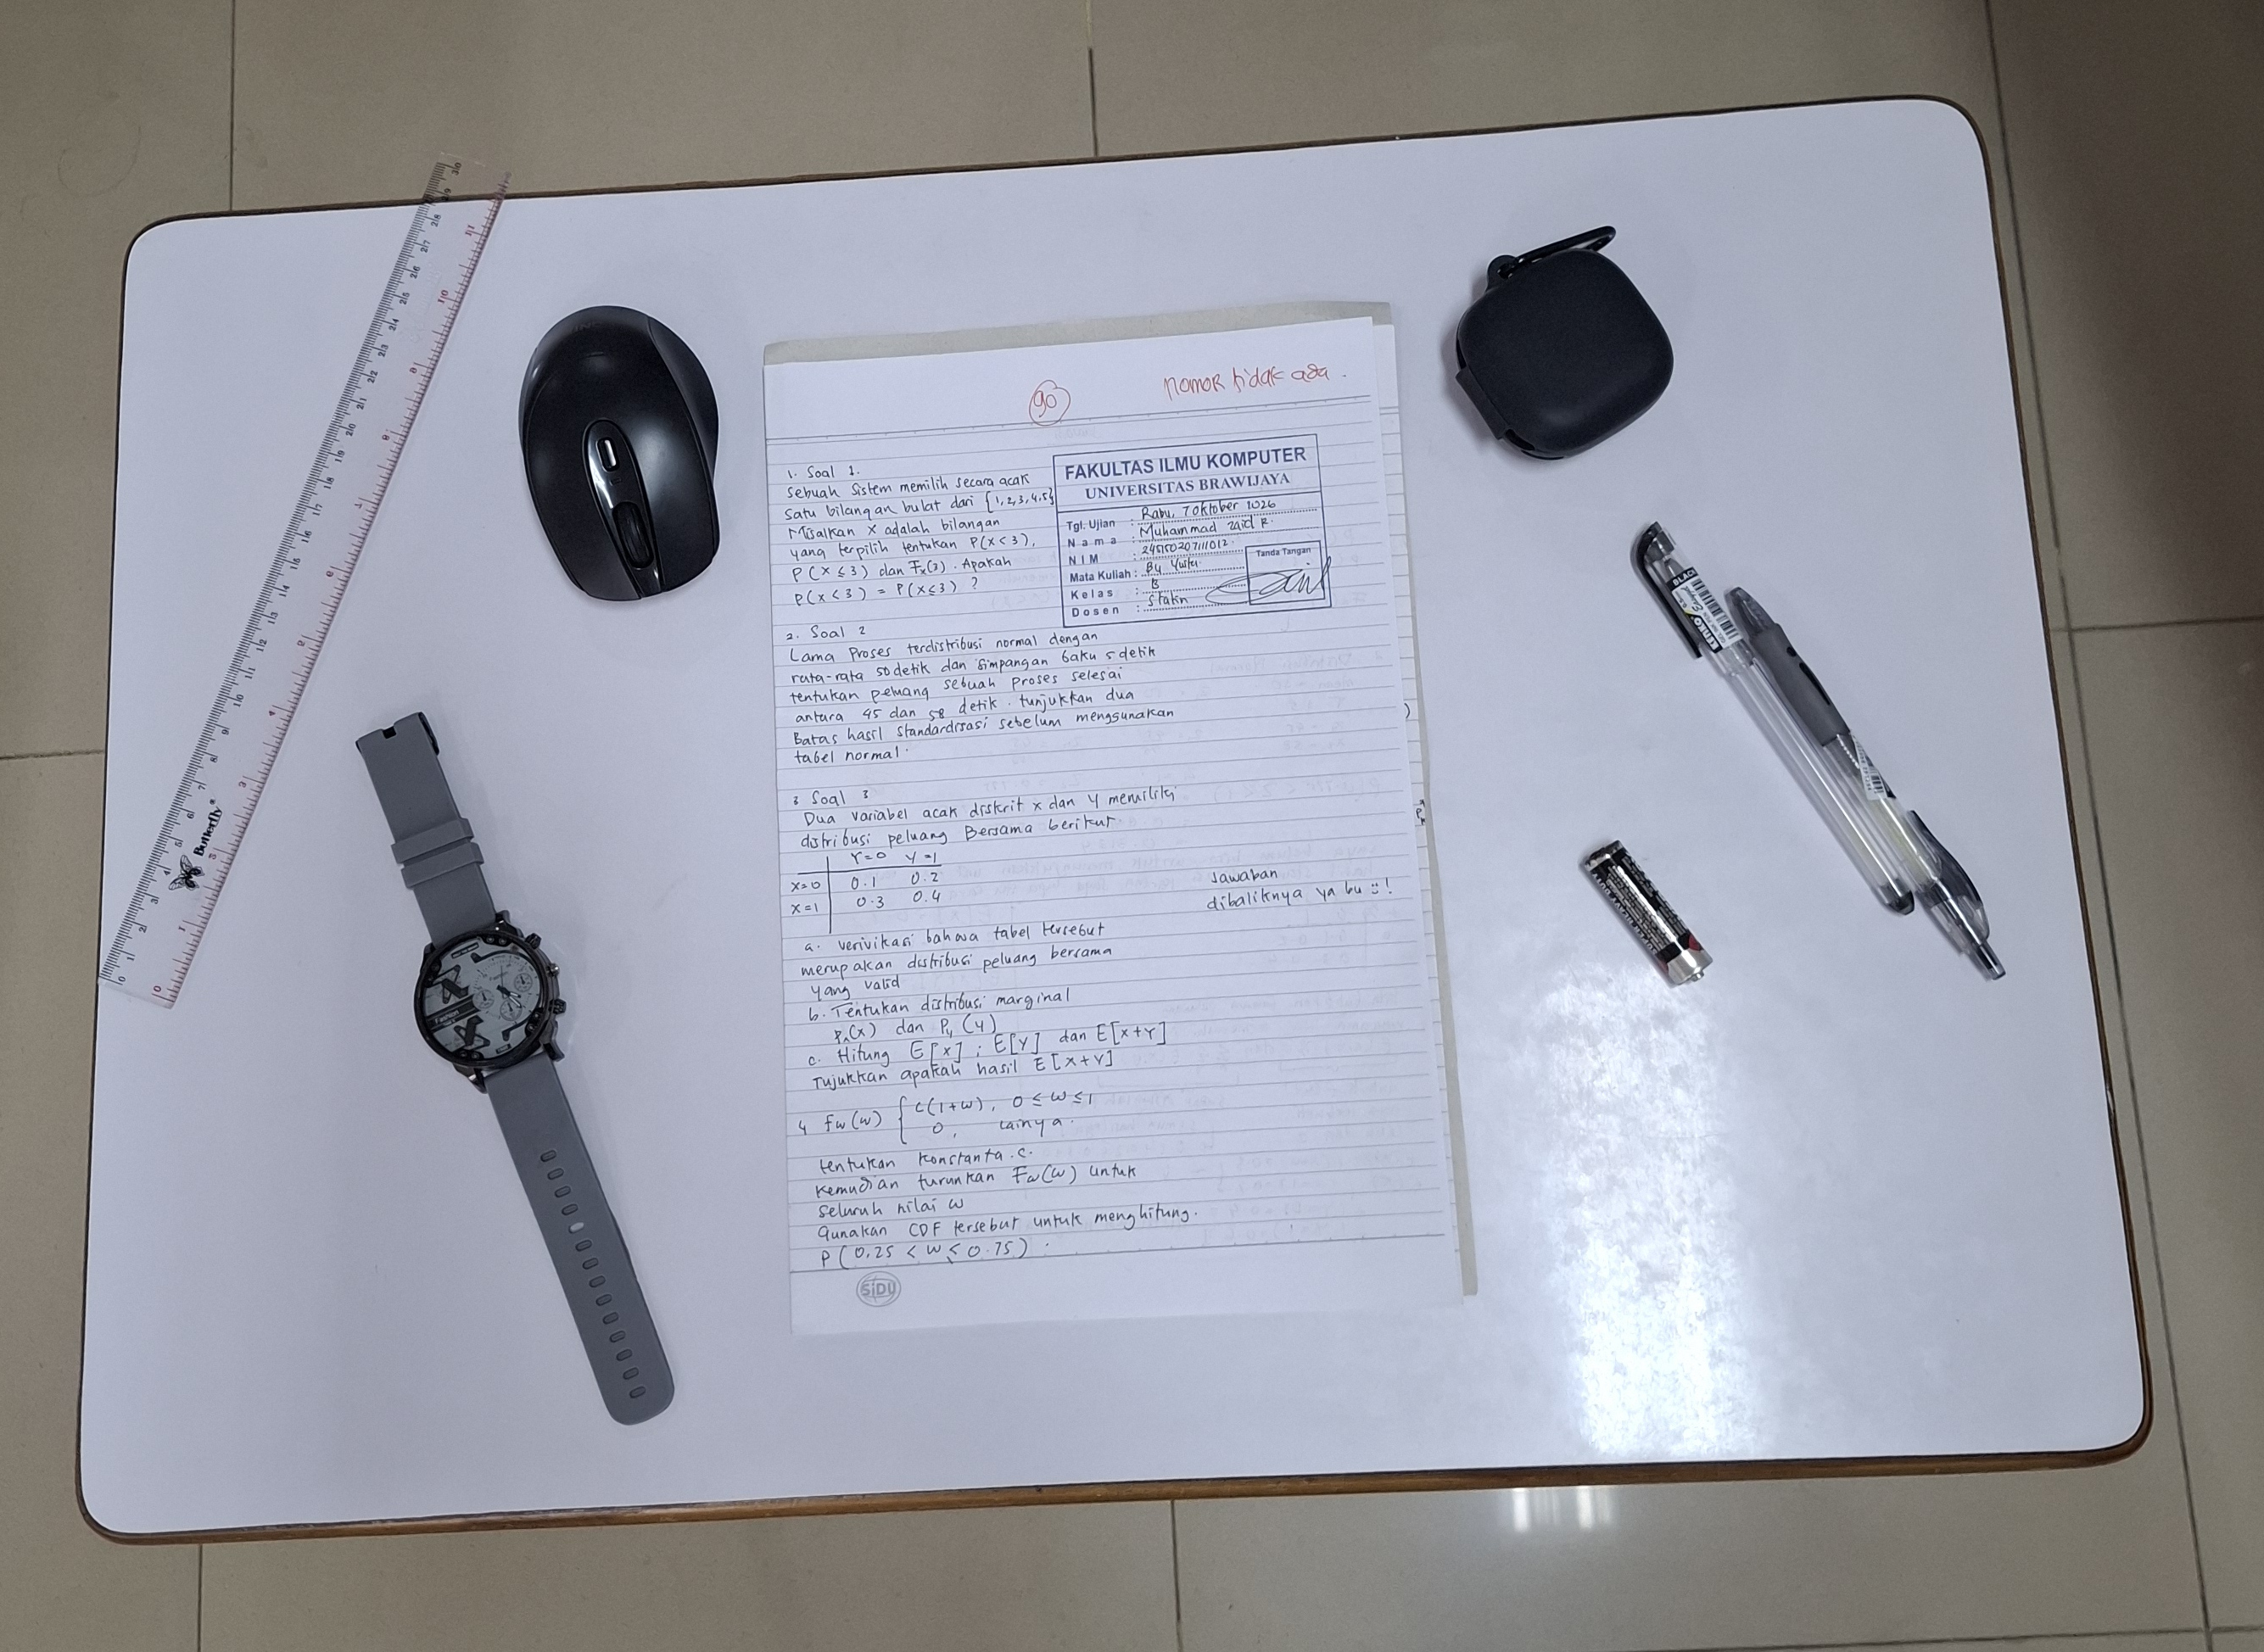 90
nomor tidak ada .
1. Soal 1.
Sebuah Sistem memilih secara acak
satu bilangan bulat dari {1,2,3,4,5}
Misalkan x adalah bilangan
yang terpilih tentukan P(x<3),
P(x≤3) dan Fx(3). Apakah
P(x<3) = P(x≤3) ?
FAKULTAS ILMU KOMPUTER
UNIVERSITAS BRAWIJAYA
Tgl. Ujian : Rabu, 7 Oktober 2026
Nama : Muhammad Zaid R.
NIM : 245150207111012
Mata Kuliah : Bu Yusta
Kelas : B
Dosen : Stakn
Tanda Tangan
2. Soal 2
Lama Proses terdistribusi normal dengan
rata-rata 50 detik dan simpangan baku 5 detik
tentukan peluang sebuah proses selesai
antara 45 dan 58 detik. tunjukkan dua
Batas hasil standardisasi sebelum menggunakan
tabel normal.
3 Soal 3
Dua variabel acak diskrit x dan y memiliki
distribusi peluang Bersama berikut
Y=0 Y=1
x=0 0.1 0.2
x=1 0.3 0.4
Jawaban
dibaliknya ya bu :)!
a. verivikasi bahwa tabel tersebut
merupakan distribusi peluang bersama
yang valid
b. Tentukan distribusi marginal
Px(x) dan Py(y)
c. Hitung E[x] ; E[Y] dan E[x+Y]
Tujukkan apakah hasil E[x+Y]
4 fw(w) { c(1+w), 0≤w≤1
0, lainya.
tentukan konstanta.c.
kemudian turunkan Fw(w) untuk
seluruh nilai w
Gunakan CDF tersebut untuk menghitung.
P(0,25 < w ≤ 0.75).
SiDU
Butterfly
Fashion
BLACK
KENKO